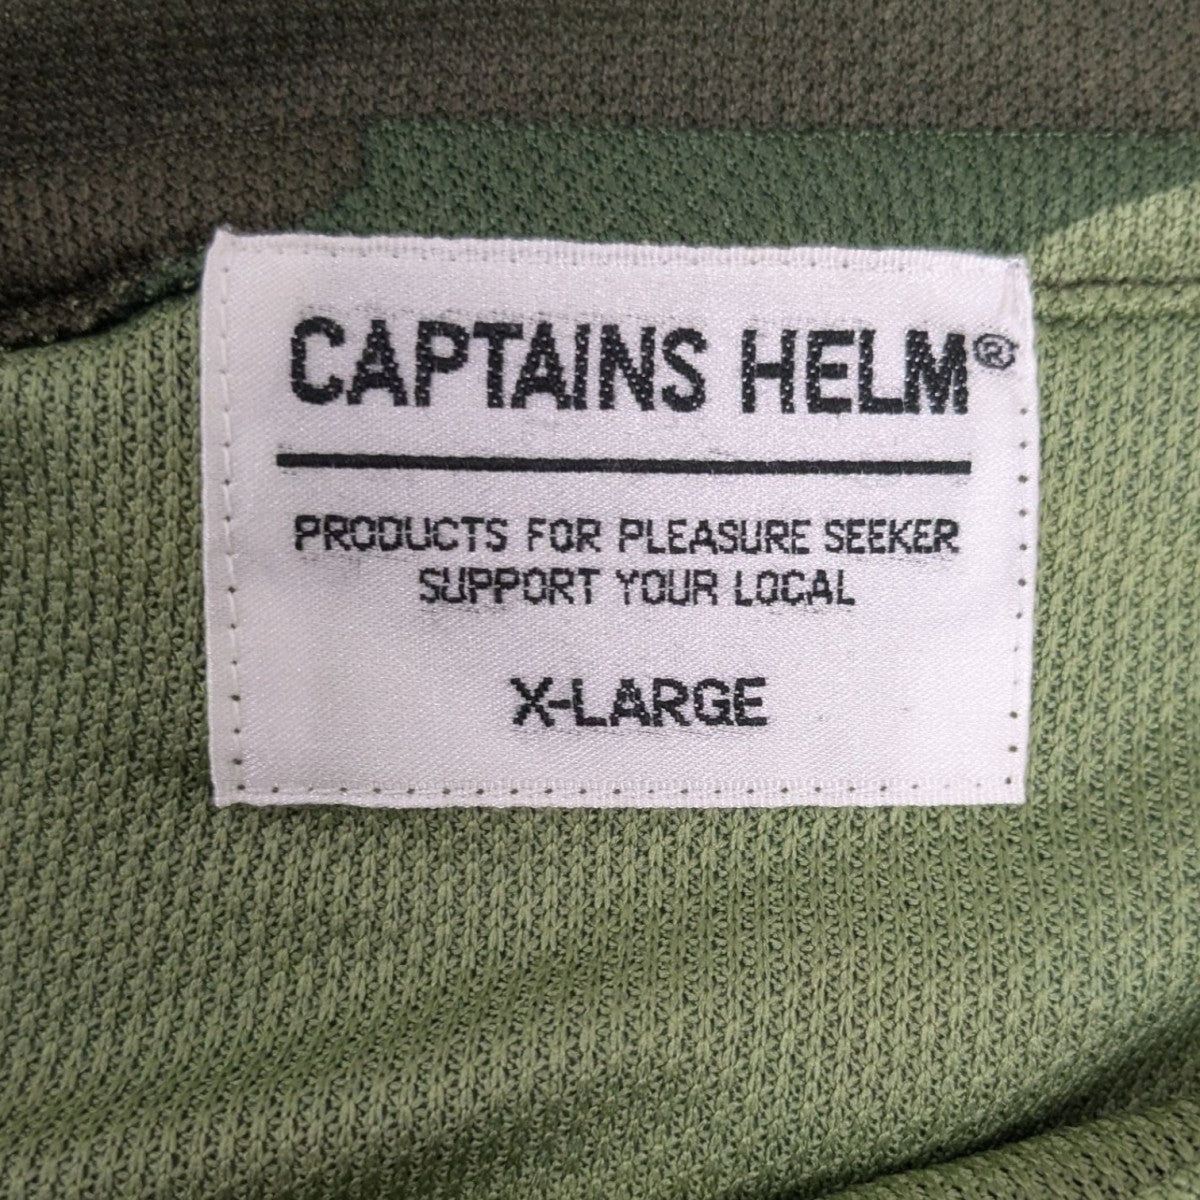 CAPTAINS HELM®
PRODUCTS FOR PLEASURE SEEKER
SUPPORT YOUR LOCAL
X-LARGE